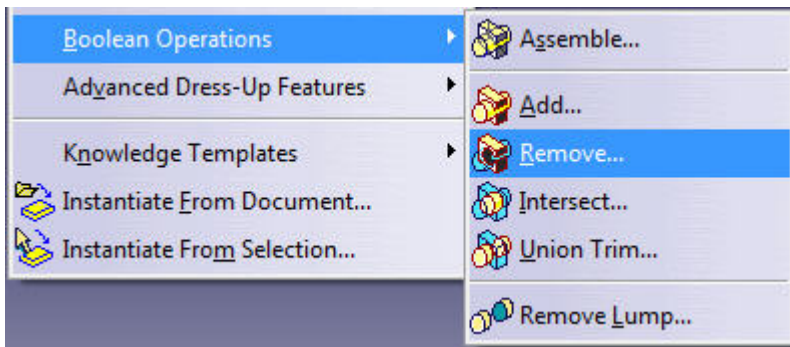 Boolean Operations
Advanced Dress-Up Features
Knowledge Templates
Instantiate From Document...
Instantiate From Selection...
Assemble...
Add...
Remove...
Intersect...
Union Trim...
Remove Lump...